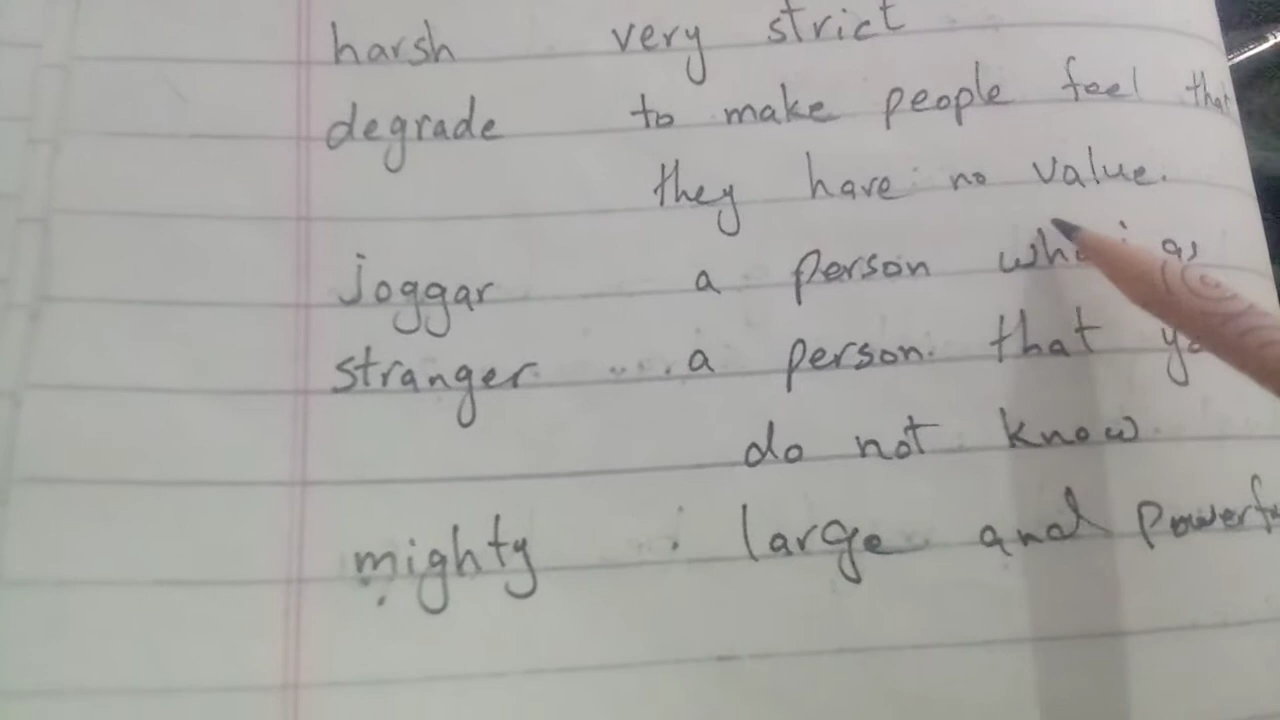 harsh very strict
degrade to make people feel that
they have no value.
joggar a person
stranger a person that
do not know
mighty : large and